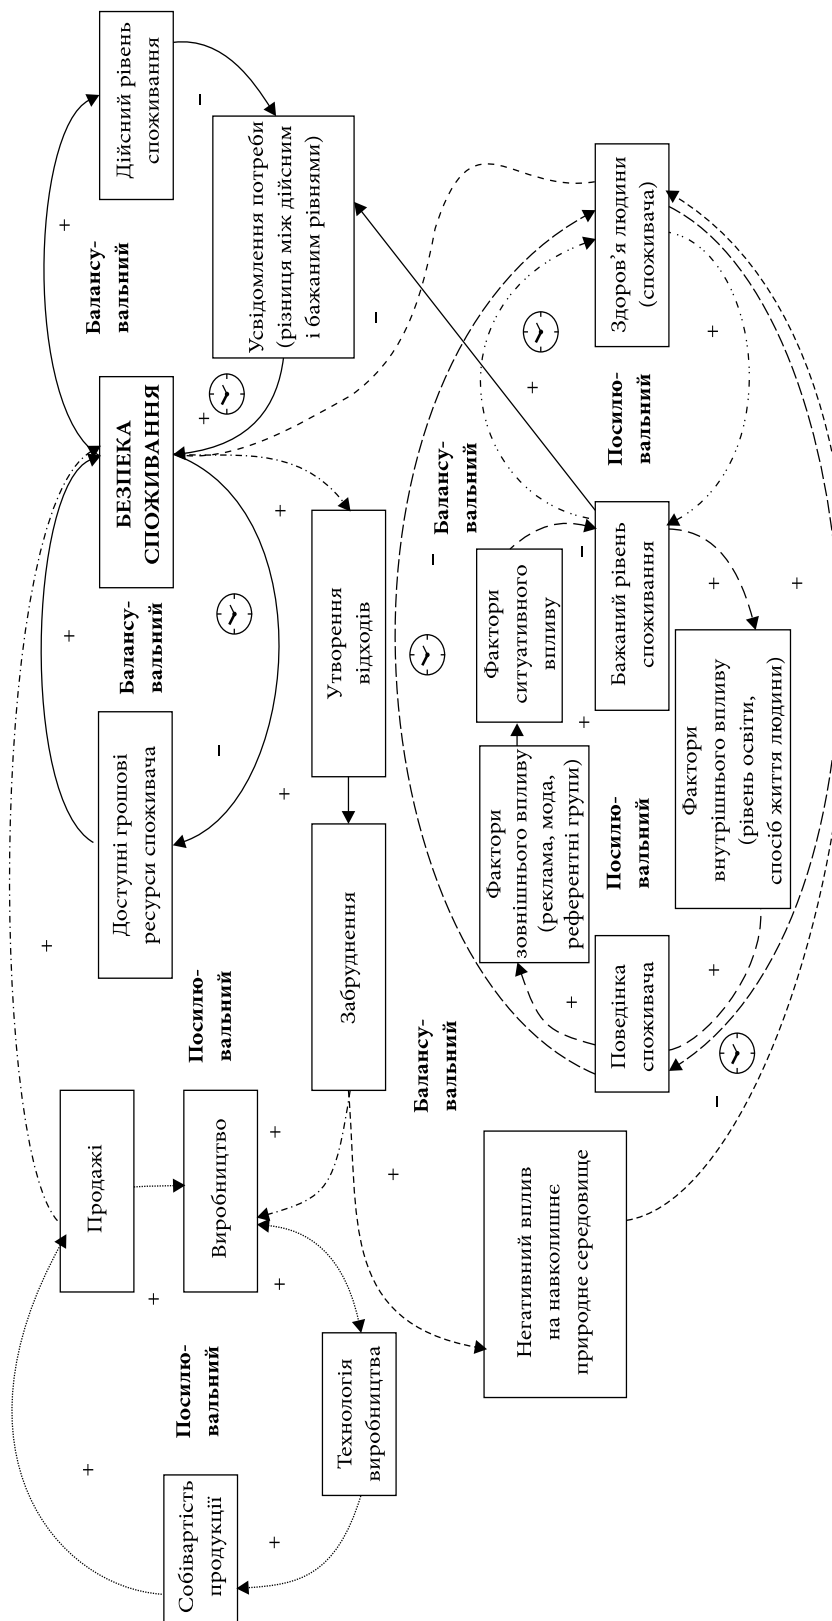 Собівартість
продукції
+
Посилю-
вальний
+
Продажі
+
Виробництво
+
+
+
Технологія
виробництва
Посилю-
вальний
+
Доступні грошові
ресурси споживача
+
–
Балансу-
вальний
БЕЗПЕКА
СПОЖИВАННЯ
+
Балансу-
вальний
Дійсний рівень
споживання
–
Усвідомлення потреби
(різниця між дійсним
і бажаним рівнями)
+
–
+
Утворення
відходів
+
Забруднення
+
Балансу-
вальний
Негативний вплив
на навколишнє
природне середовище
–
Поведінка
споживача
+
Фактори
зовнішнього впливу
(реклама, мода,
референтні групи)
+
Фактори
ситуативного
впливу
–
–
Балансу-
вальний
Посилю-
вальний
+
Фактори
внутрішнього впливу
(рівень освіти,
спосіб життя людини)
+
+
Бажаний рівень
споживання
+
Посилю-
вальний
+
Здоров’я людини
(споживача)